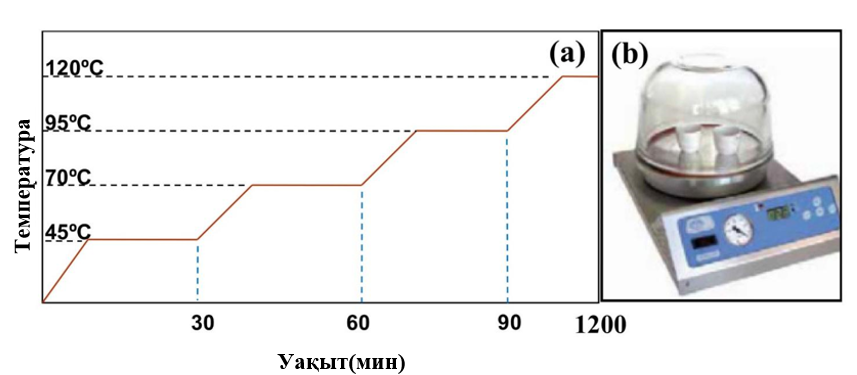 (a)
(b)
120ºC
95ºC
70ºC
45ºC
Температура
30
60
90
1200
Уақыт(мин)